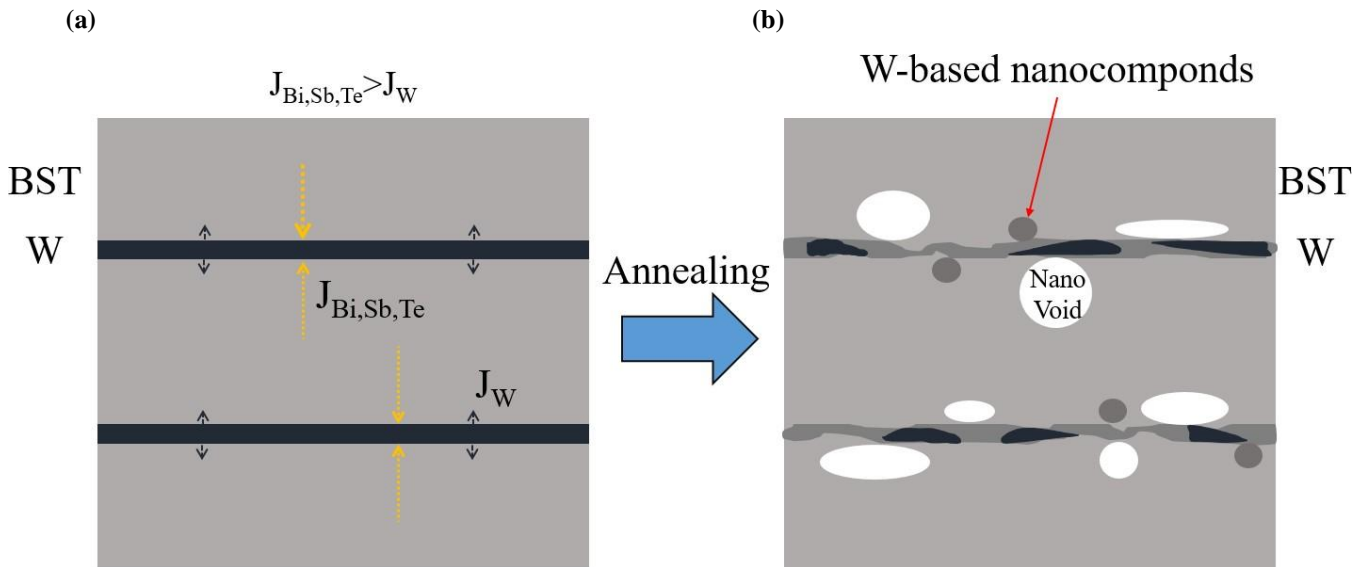 (a)
J_Bi,Sb,Te>J_W
BST
W
J_Bi,Sb,Te
J_W
Annealing
(b)
W-based nanocomponds
BST
W
Nano
Void